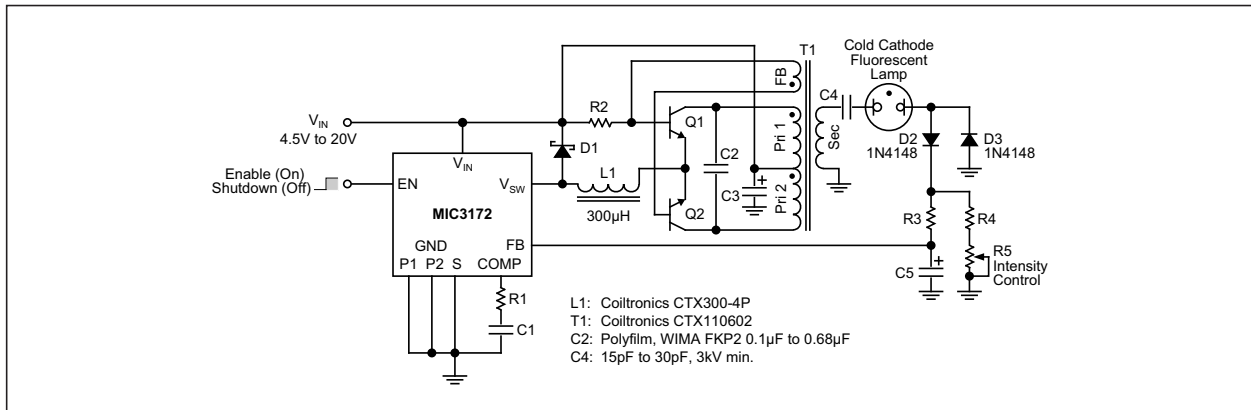 T1
Cold Cathode
Fluorescent
Lamp
FB
C4
R2
Q1
VIN
4.5V to 20V
D1
C2
Pri 1
Sec
D2
1N4148
D3
1N4148
Enable (On)
Shutdown (Off)
EN
VIN
VSW
L1
300µH
C3
+
Pri 2
Q2
MIC3172
R3
R4
GND
FB
P1
P2
S
COMP
C5
+
R5
Intensity
Control
R1
C1
L1: Coiltronics CTX300-4P
T1: Coiltronics CTX110602
C2: Polyfilm, WIMA FKP2 0.1µF to 0.68µF
C4: 15pF to 30pF, 3kV min.